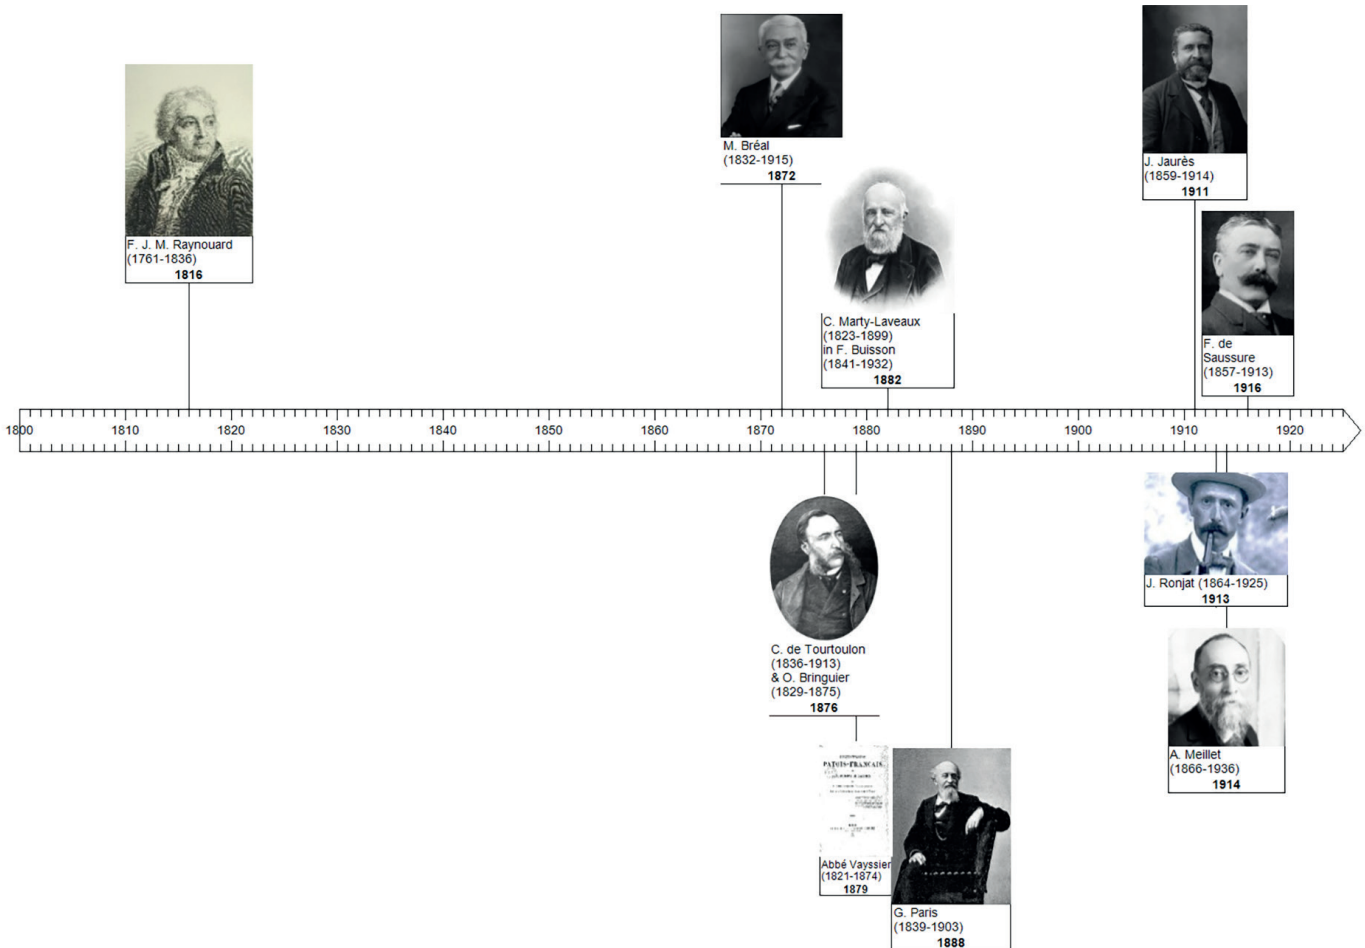 F. J. M. Raynouard
(1761-1836)
1816
M. Bréal
(1832-1915)
1872
C. Marty-Laveaux
(1823-1899)
in F. Buisson
(1841-1932)
1882
J. Jaurès
(1859-1914)
1911
F. de
Saussure
(1857-1913)
1916
1800 1810 1820 1830 1840 1850 1860 1870 1880 1890 1900 1910 1920
C. de Tourtoulon
(1836-1913)
& O. Bringuier
(1829-1875)
1876
PATOIS-FRANÇAIS
Abbé Vayssier
(1821-1874)
1879
G. Paris
(1839-1903)
1888
J. Ronjat (1864-1925)
1913
A. Meillet
(1866-1936)
1914